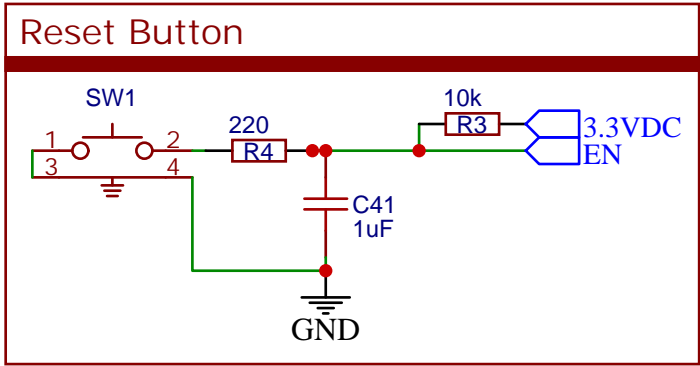 Reset Button
SW1
1
2
3
4
220
R4
10k
R3
3.3VDC
EN
C41
1uF
GND